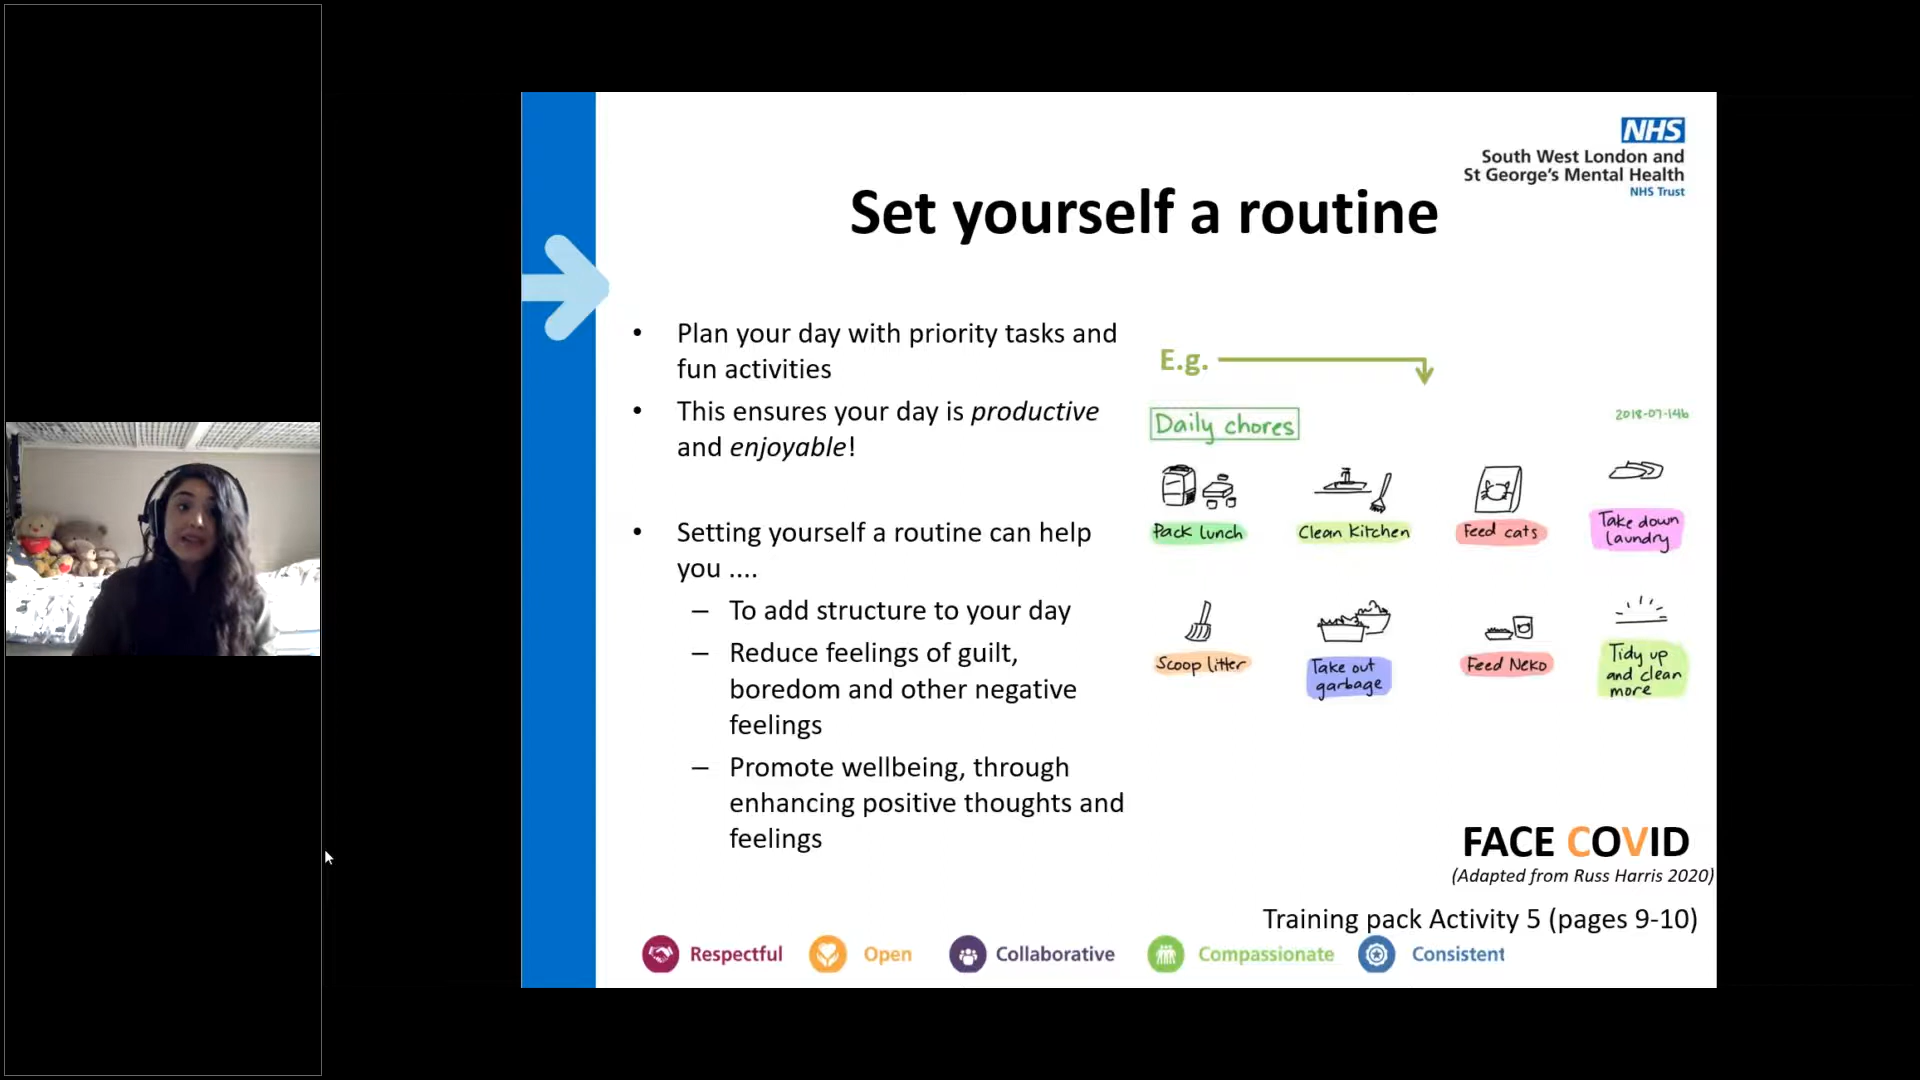 NHS
South West London and
St George's Mental Health
NHS Trust
Set yourself a routine
• Plan your day with priority tasks and
fun activities
• This ensures your day is productive
and enjoyable!
• Setting yourself a routine can help
you ....
– To add structure to your day
– Reduce feelings of guilt,
boredom and other negative
feelings
– Promote wellbeing, through
enhancing positive thoughts and
feelings
E.g.
Daily chores
2018-07-14b
Pack lunch
Clean Kitchen
Feed cats
Take down
laundry
Scoop litter
Take out
garbage
Feed Neko
Tidy up
and clean
more
FACE COVID
(Adapted from Russ Harris 2020)
Training pack Activity 5 (pages 9-10)
Respectful
Open
Collaborative
Compassionate
Consistent